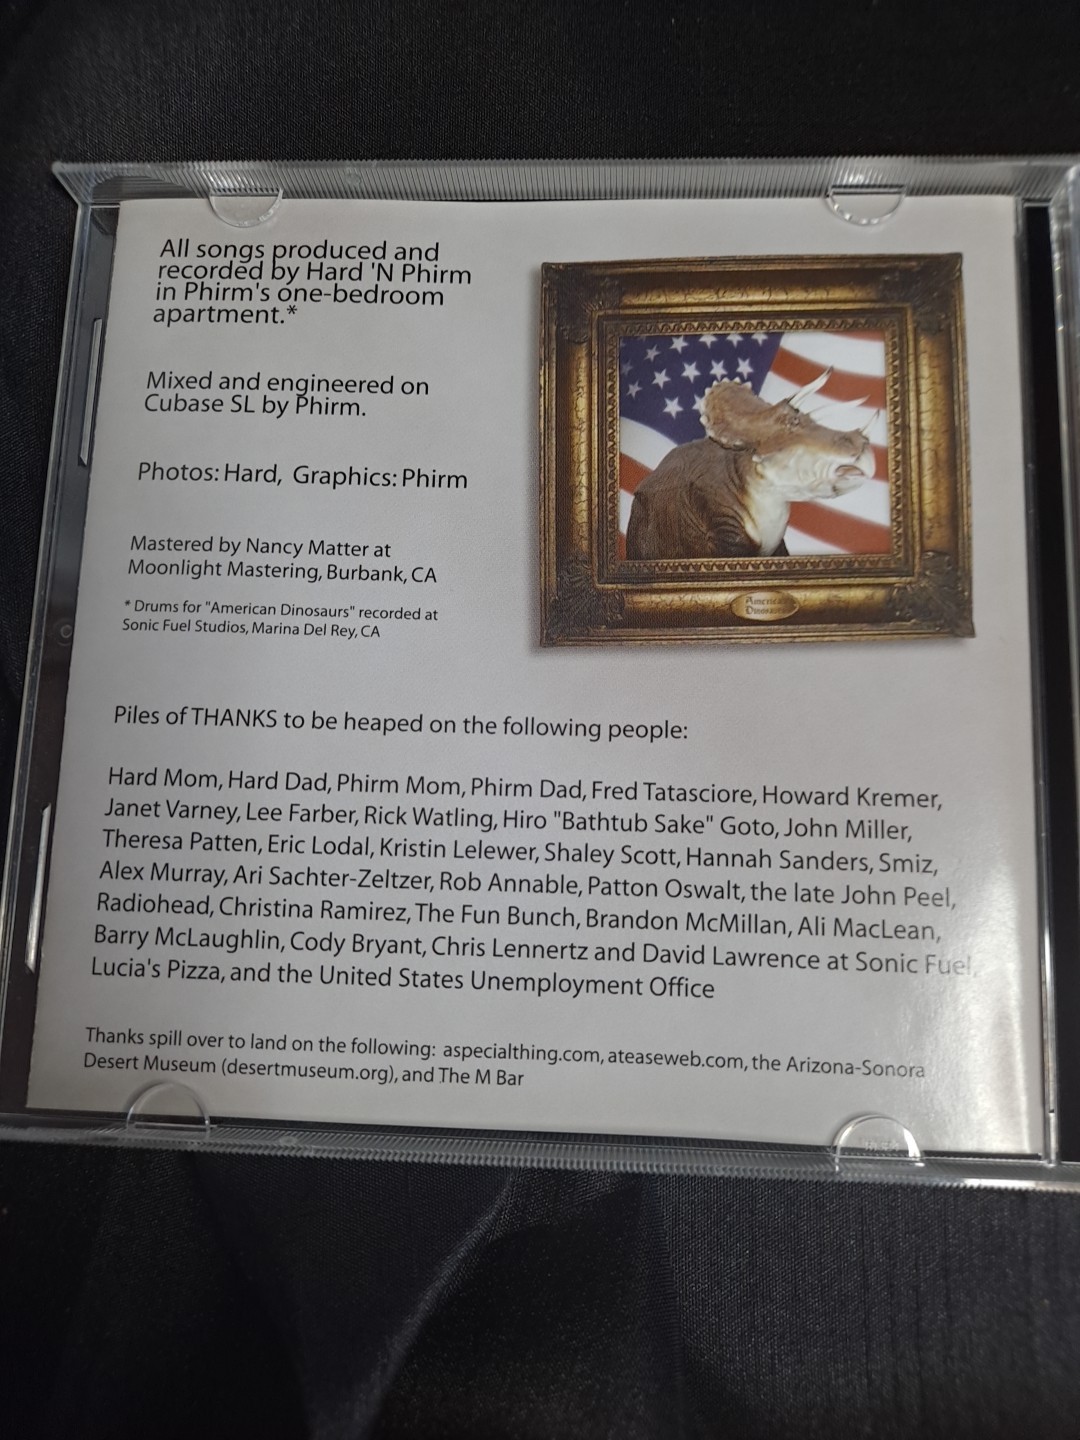 All songs produced and
recorded by Hard 'N Phirm
in Phirm's one-bedroom
apartment.*
Mixed and engineered on
Cubase SL by Phirm.
Photos: Hard, Graphics: Phirm
Mastered by Nancy Matter at
Moonlight Mastering, Burbank, CA
* Drums for "American Dinosaurs" recorded at
Sonic Fuel Studios, Marina Del Rey, CA
American
Dinosaurs
Piles of THANKS to be heaped on the following people:
Hard Mom, Hard Dad, Phirm Mom, Phirm Dad, Fred Tatasciore, Howard Kremer,
Janet Varney, Lee Farber, Rick Watling, Hiro "Bathtub Sake" Goto, John Miller,
Theresa Patten, Eric Lodal, Kristin Lelewer, Shaley Scott, Hannah Sanders, Smiz,
Alex Murray, Ari Sachter-Zeltzer, Rob Annable, Patton Oswalt, the late John Peel,
Radiohead, Christina Ramirez, The Fun Bunch, Brandon McMillan, Ali MacLean,
Barry McLaughlin, Cody Bryant, Chris Lennertz and David Lawrence at Sonic Fuel,
Lucia's Pizza, and the United States Unemployment Office
Thanks spill over to land on the following: aspecialthing.com, ateaseweb.com, the Arizona-Sonora
Desert Museum (desertmuseum.org), and The M Bar